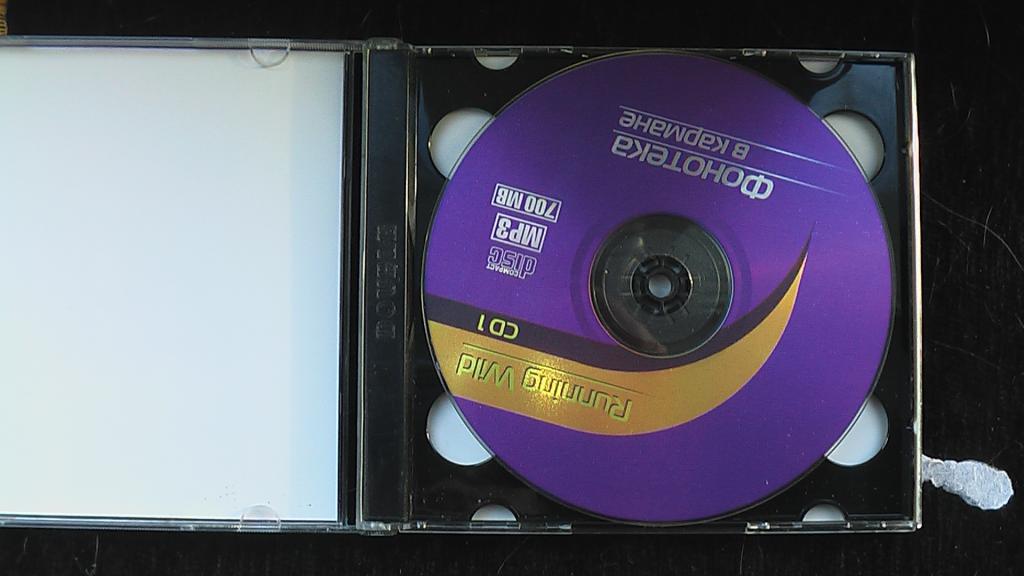 Running Wild
CD 1
COMPACT
disc
MP3
700 MB
Фонотека
в кармане
DOUBLE